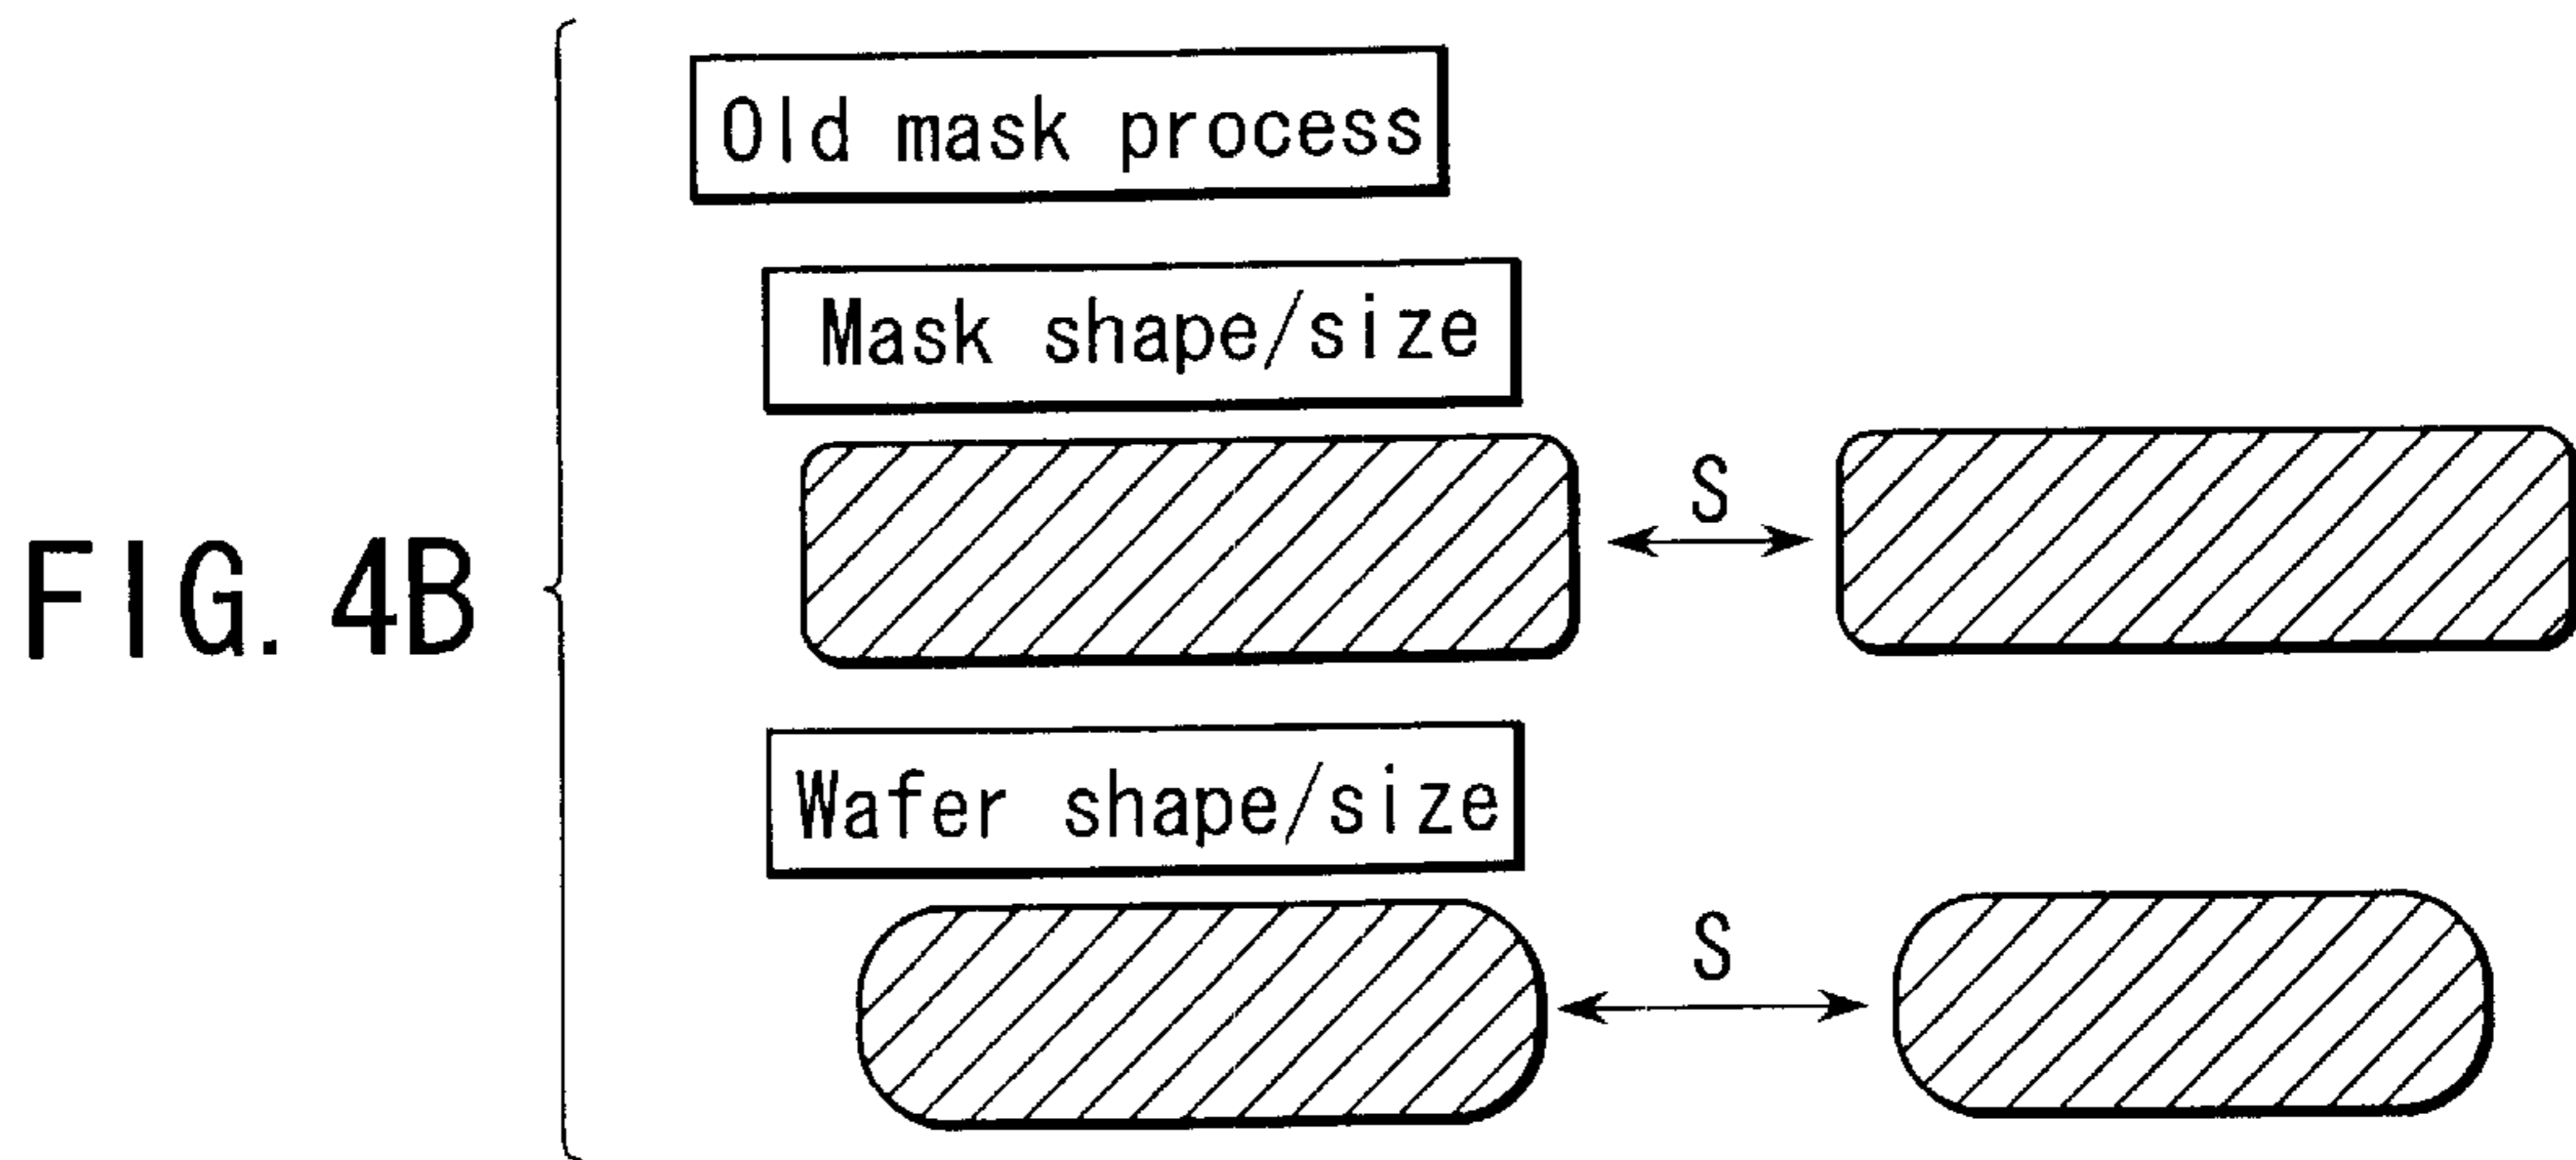 FIG. 4B
Old mask process
Mask shape/size
S
Wafer shape/size
S